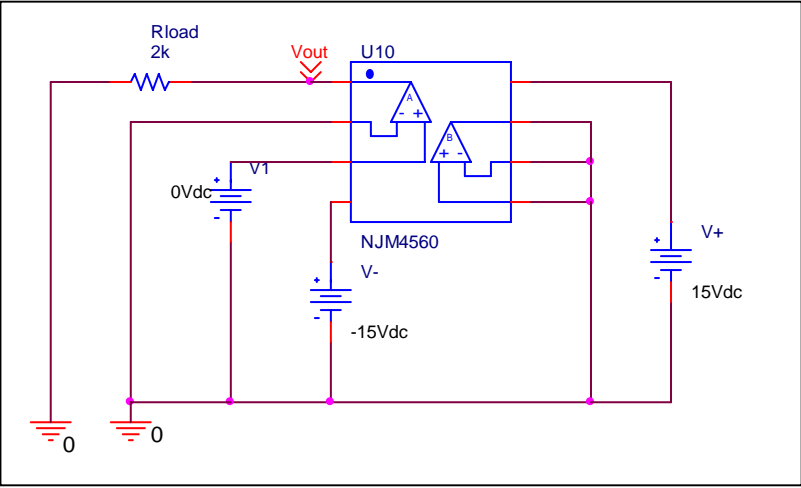 Rload
2k
Vout
U10
A
- +
B
+ -
V1
+
0Vdc
-
NJM4560
V-
+
-
-15Vdc
V+
+
-
15Vdc
0
0